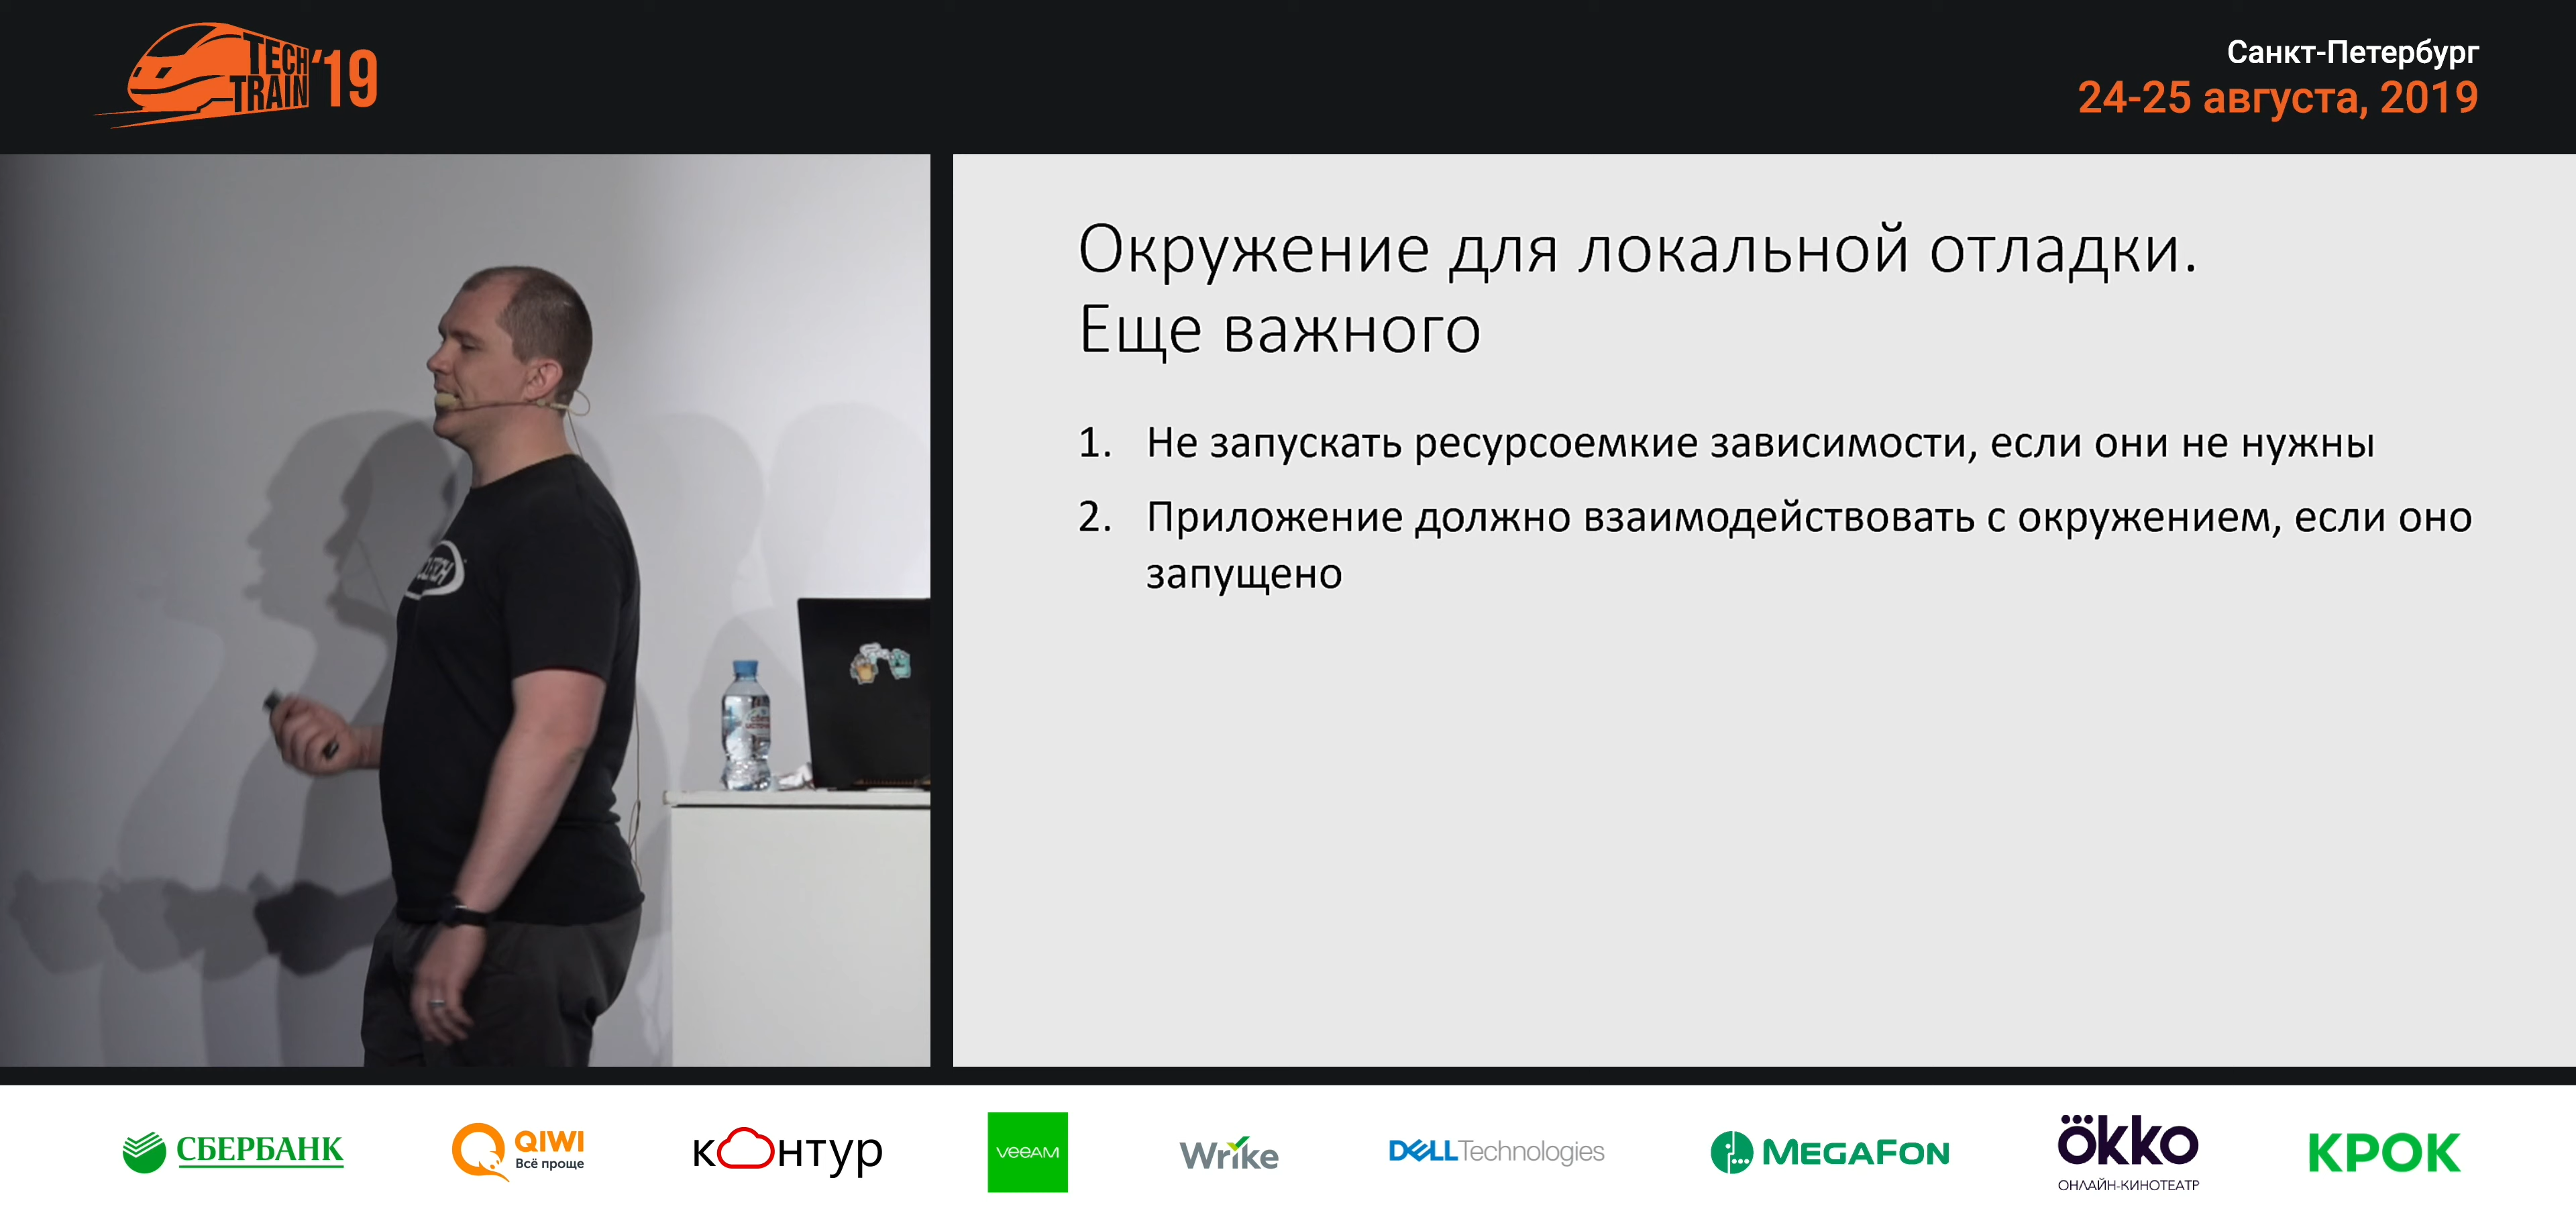 TECH
TRAIN
'19
Санкт-Петербург
24-25 августа, 2019
Окружение для локальной отладки.
Еще важного
1. Не запускать ресурсоемкие зависимости, если они не нужны
2. Приложение должно взаимодействовать с окружением, если оно
запущено
СБЕРБАНК
QIWI
Всё проще
контур
veeAM
Wrike
DELL Technologies
MEGAFON
ökko
ОНЛАЙН-КИНОТЕАТР
КРОК